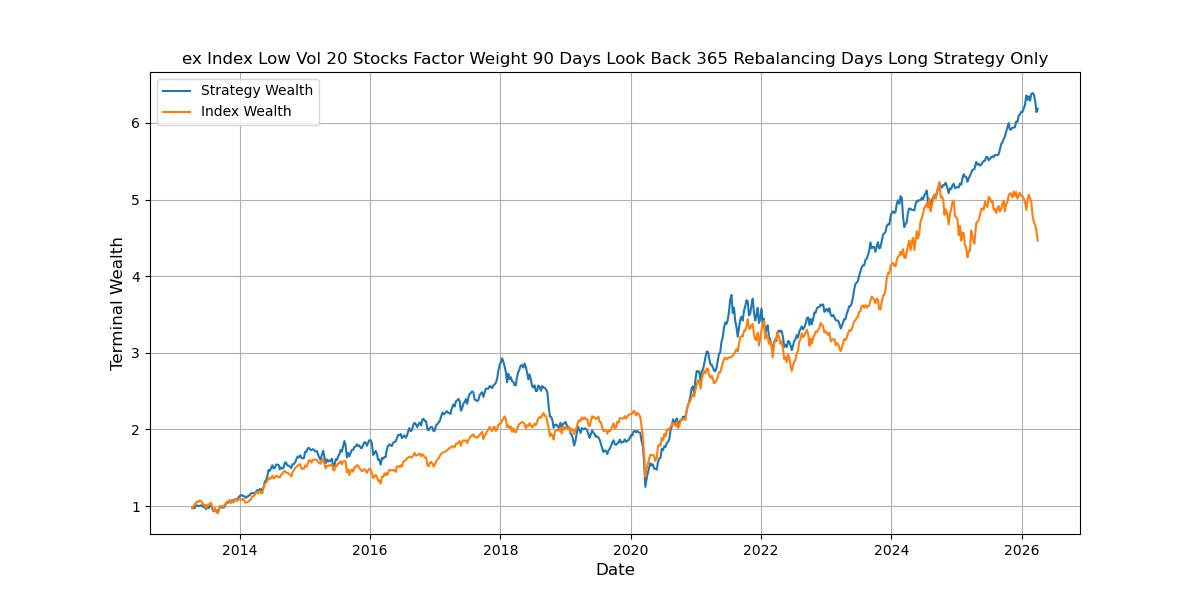 ex Index Low Vol 20 Stocks Factor Weight 90 Days Look Back 365 Rebalancing Days Long Strategy Only
Strategy Wealth
Index Wealth
Terminal Wealth
6
5
4
3
2
1
2014 2016 2018 2020 2022 2024 2026
Date